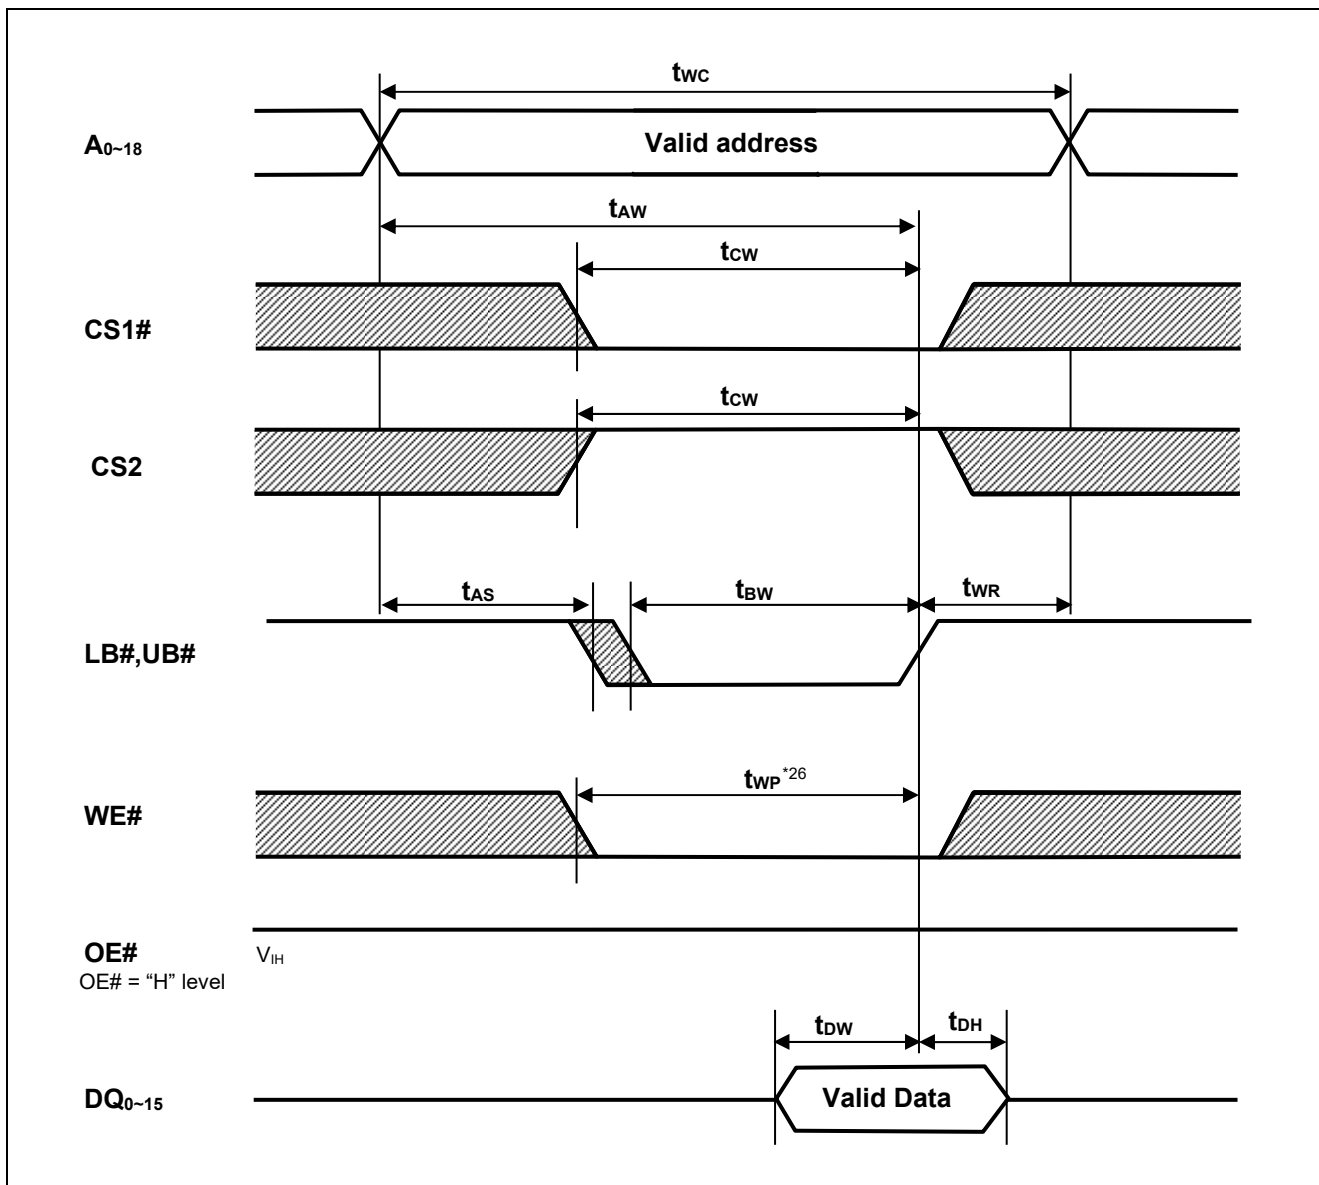 tWC
A0~18
Valid address
tAW
tCW
CS1#
tCW
CS2
tAS
tBW
tWR
LB#,UB#
tWP*26
WE#
OE#
VIH
OE# = “H” level
tDW
tDH
DQ0~15
Valid Data